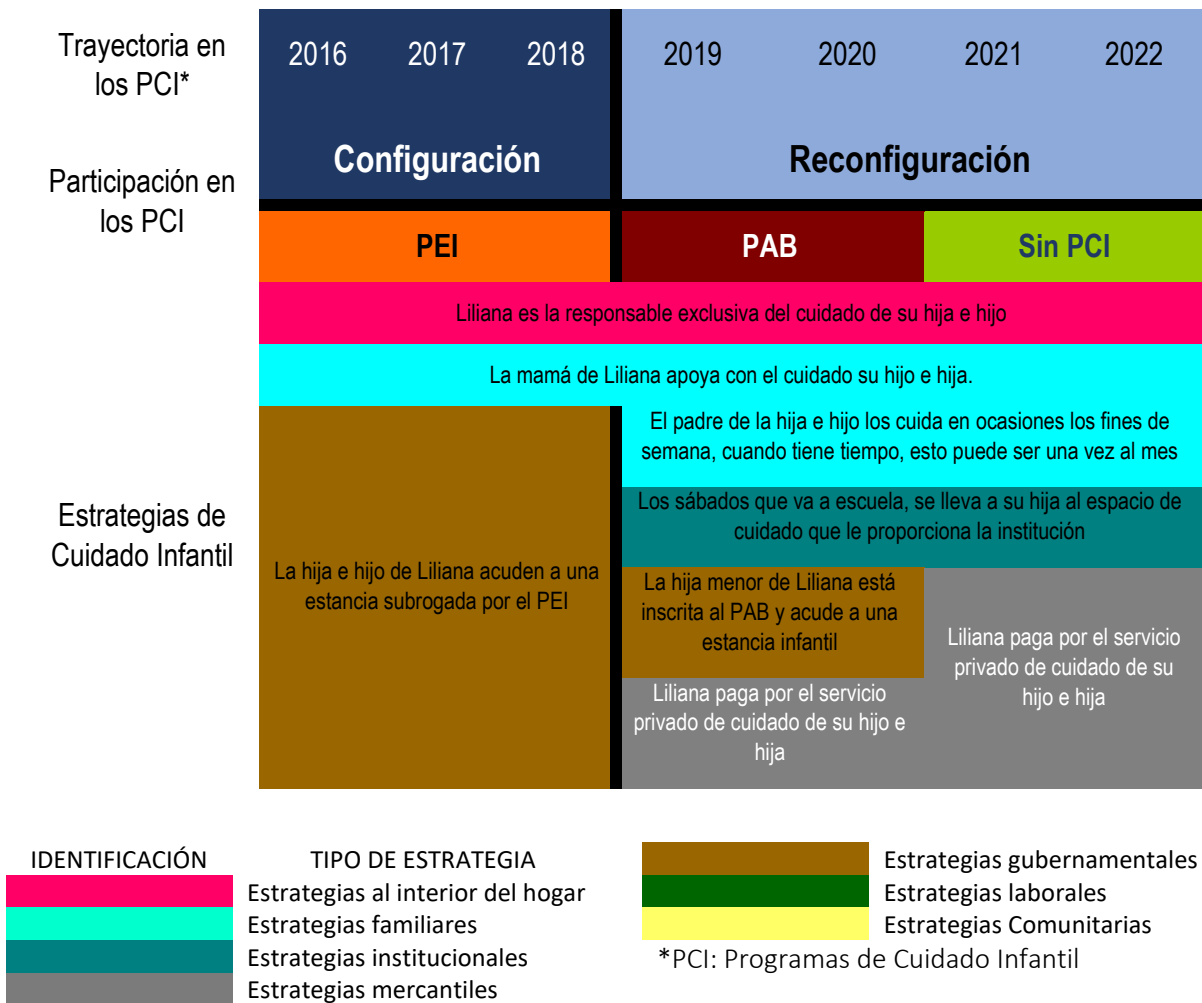 Trayectoria en
los PCI*
2016 2017 2018 2019 2020 2021 2022
Configuración Reconfiguración
Participación en
los PCI
PEI PAB Sin PCI
Liliana es la responsable exclusiva del cuidado de su hija e hijo
La mamá de Liliana apoya con el cuidado su hijo e hija.
El padre de la hija e hijo los cuida en ocasiones los fines de
semana, cuando tiene tiempo, esto puede ser una vez al mes
Los sábados que va a escuela, se lleva a su hija al espacio de
cuidado que le proporciona la institución
Estrategias de
Cuidado Infantil
La hija e hijo de Liliana acuden a una
estancia subrogada por el PEI
La hija menor de Liliana está
inscrita al PAB y acude a una
estancia infantil
Liliana paga por el servicio
privado de cuidado de su hijo e
hija
Liliana paga por el servicio
privado de cuidado de su
hijo e hija
IDENTIFICACIÓN TIPO DE ESTRATEGIA
Estrategias al interior del hogar
Estrategias familiares
Estrategias institucionales
Estrategias mercantiles
Estrategias gubernamentales
Estrategias laborales
Estrategias Comunitarias
*PCI: Programas de Cuidado Infantil